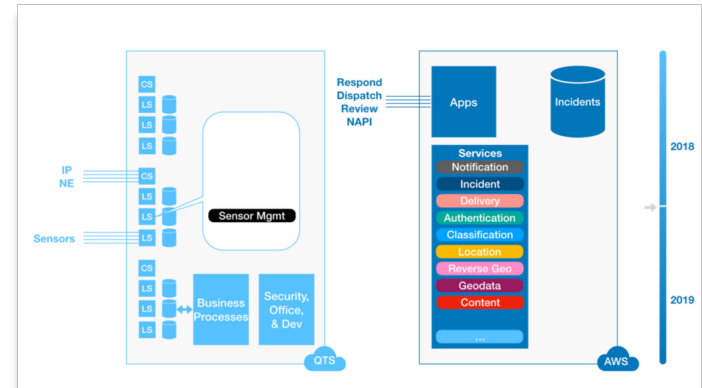 CS
LS
LS
LS
IP
NE
CS
LS
LS
Sensors
LS
CS
LS
LS
LS
Sensor Mgmt
Business
Processes
Security,
Office,
& Dev
QTS
Respond
Dispatch
Review
NAPI
Apps
Incidents
Services
Notification
Incident
Delivery
Authentication
Classification
Location
Reverse Geo
Geodata
Content
...
AWS
2018
2019